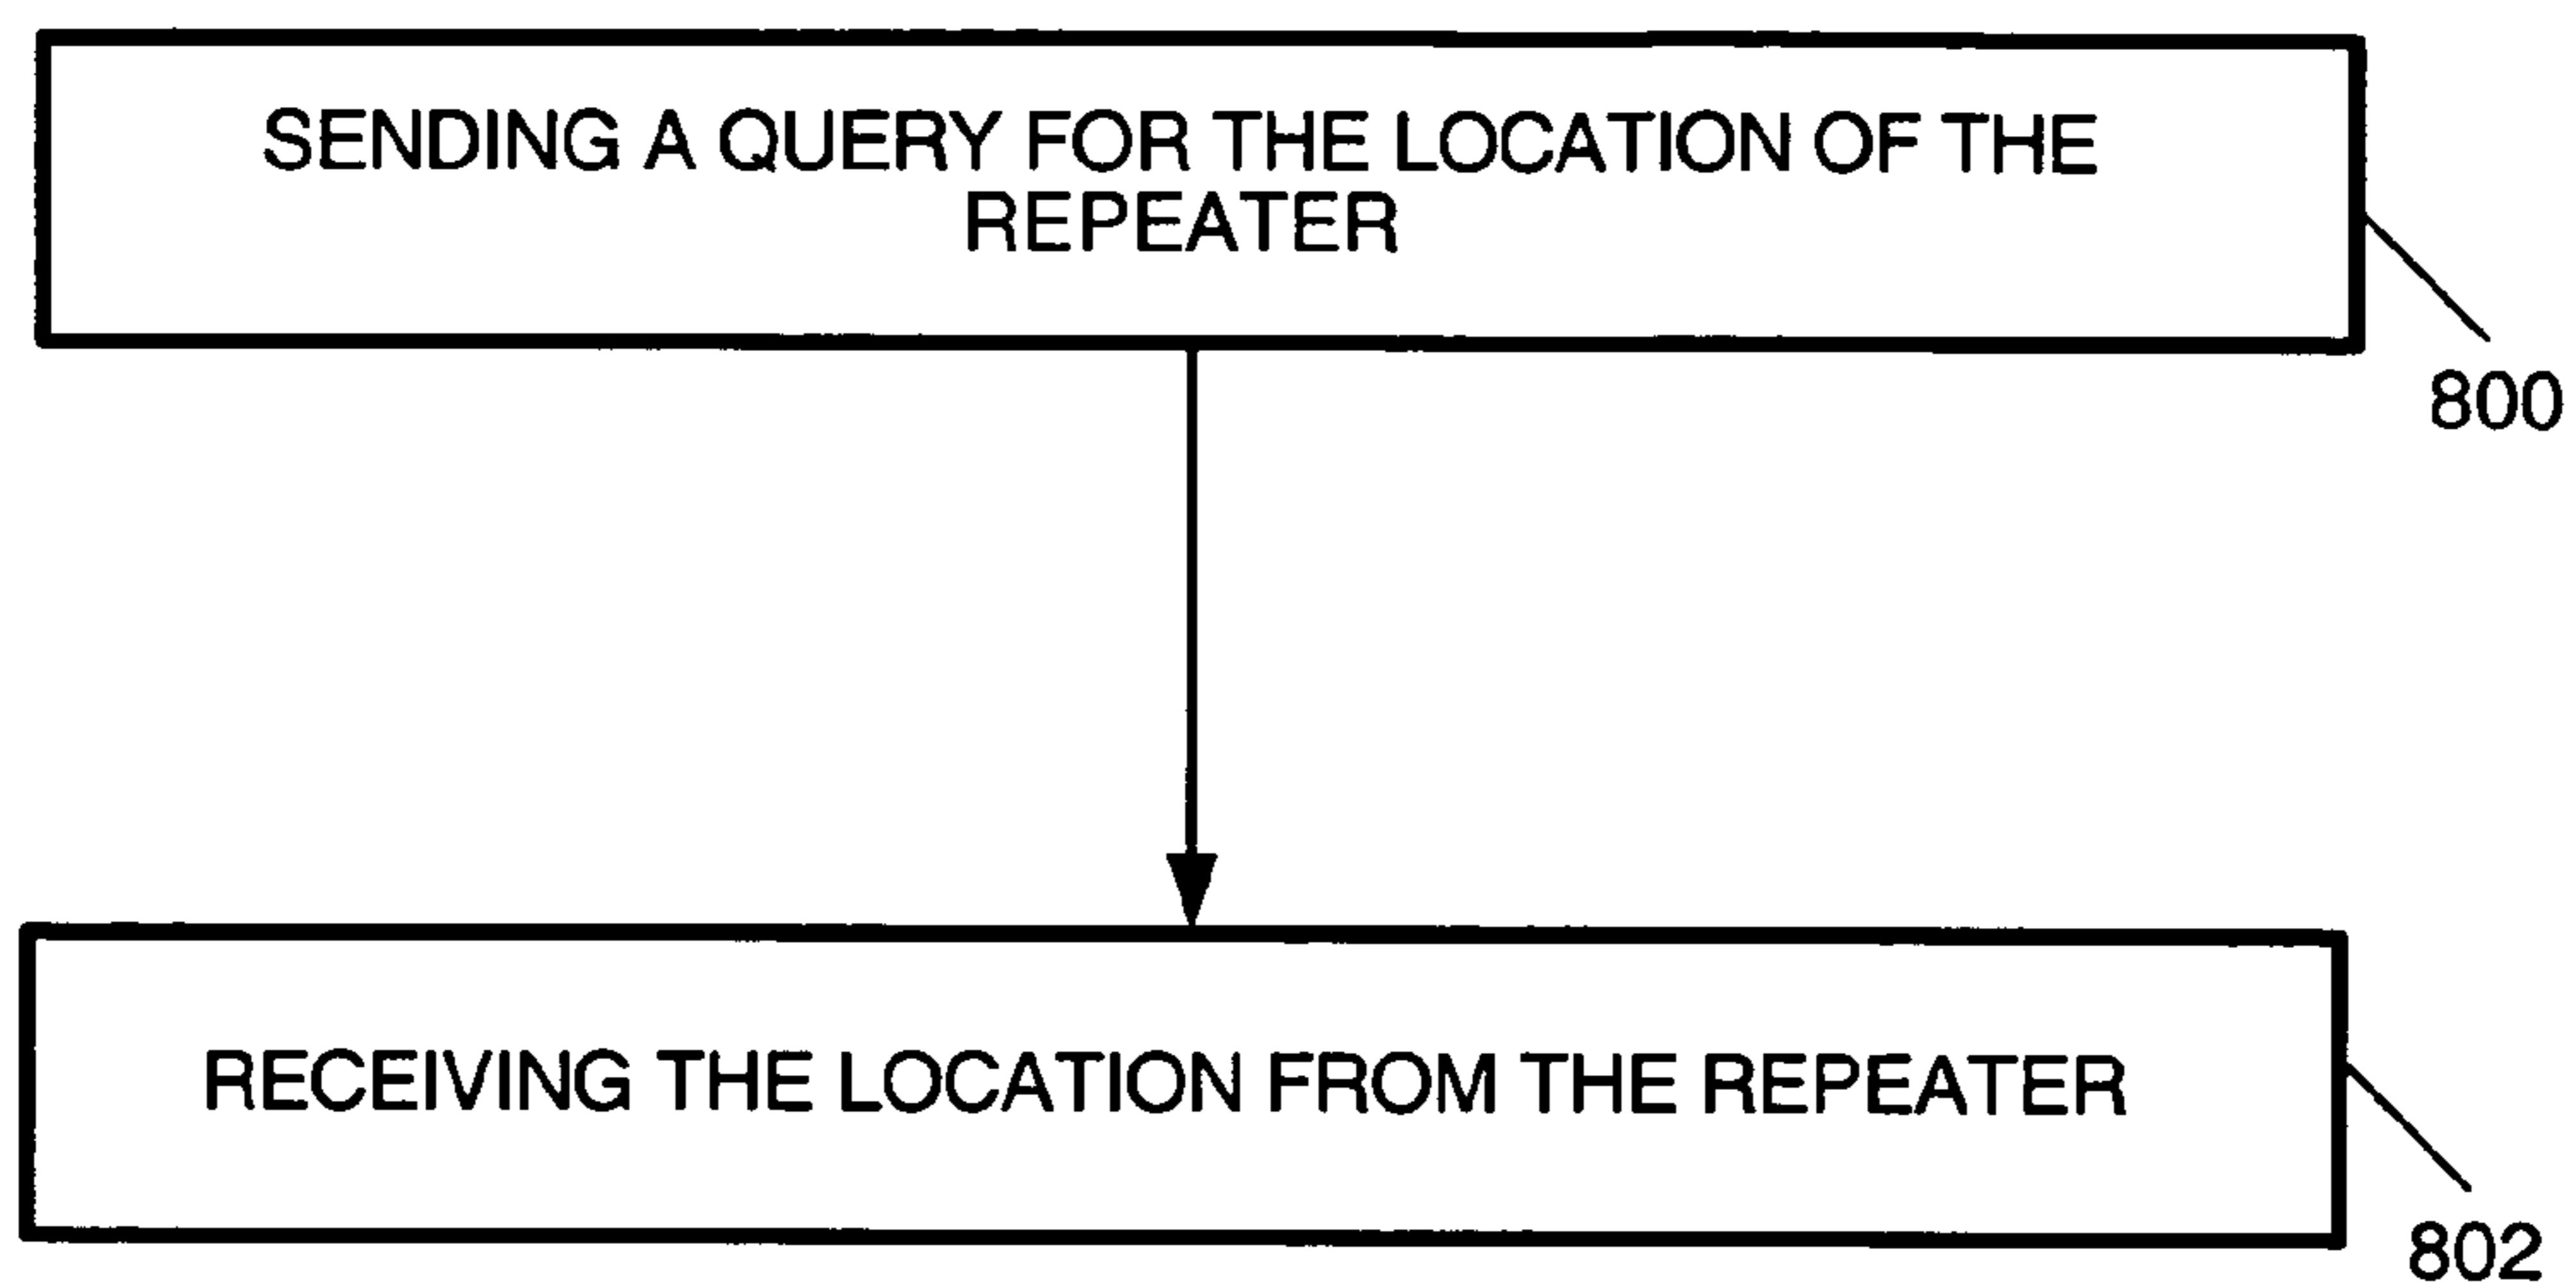 SENDING A QUERY FOR THE LOCATION OF THE
REPEATER
800
RECEIVING THE LOCATION FROM THE REPEATER
802